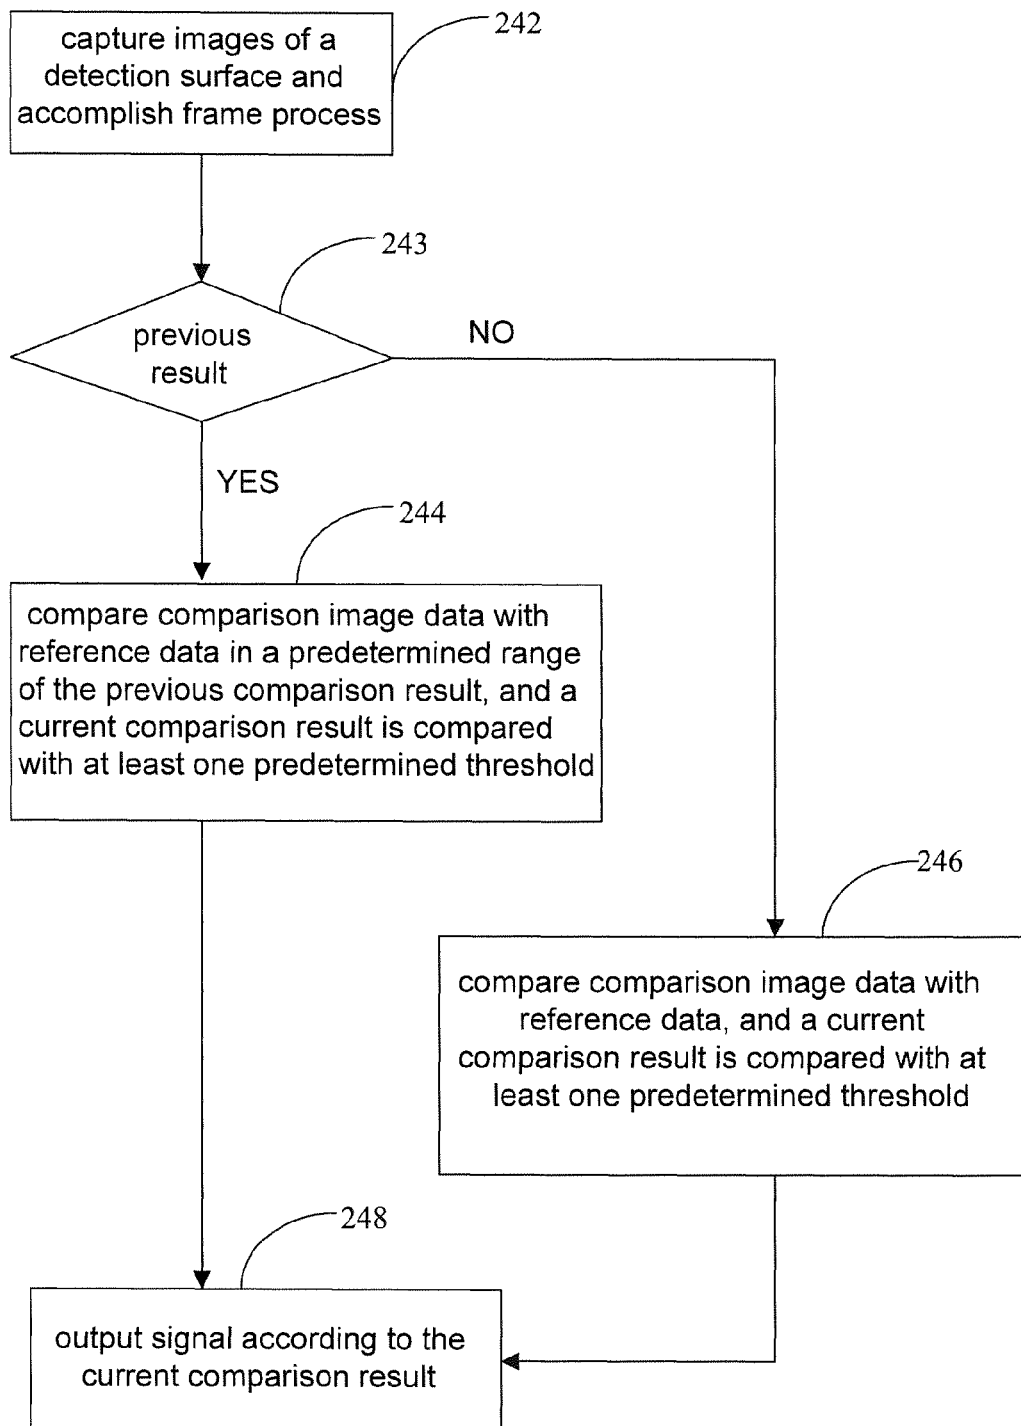 242
capture images of a
detection surface and
accomplish frame process
243
previous
result
NO
YES
244
compare comparison image data with
reference data in a predetermined range
of the previous comparison result, and a
current comparison result is compared
with at least one predetermined threshold
246
compare comparison image data with
reference data, and a current
comparison result is compared with at
least one predetermined threshold
248
output signal according to the
current comparison result